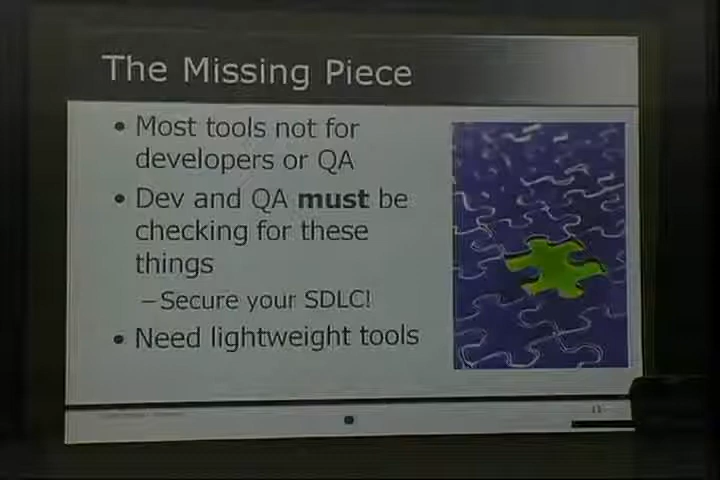 The Missing Piece
• Most tools not for
developers or QA
• Dev and QA must be
checking for these
things
–Secure your SDLC!
• Need lightweight tools